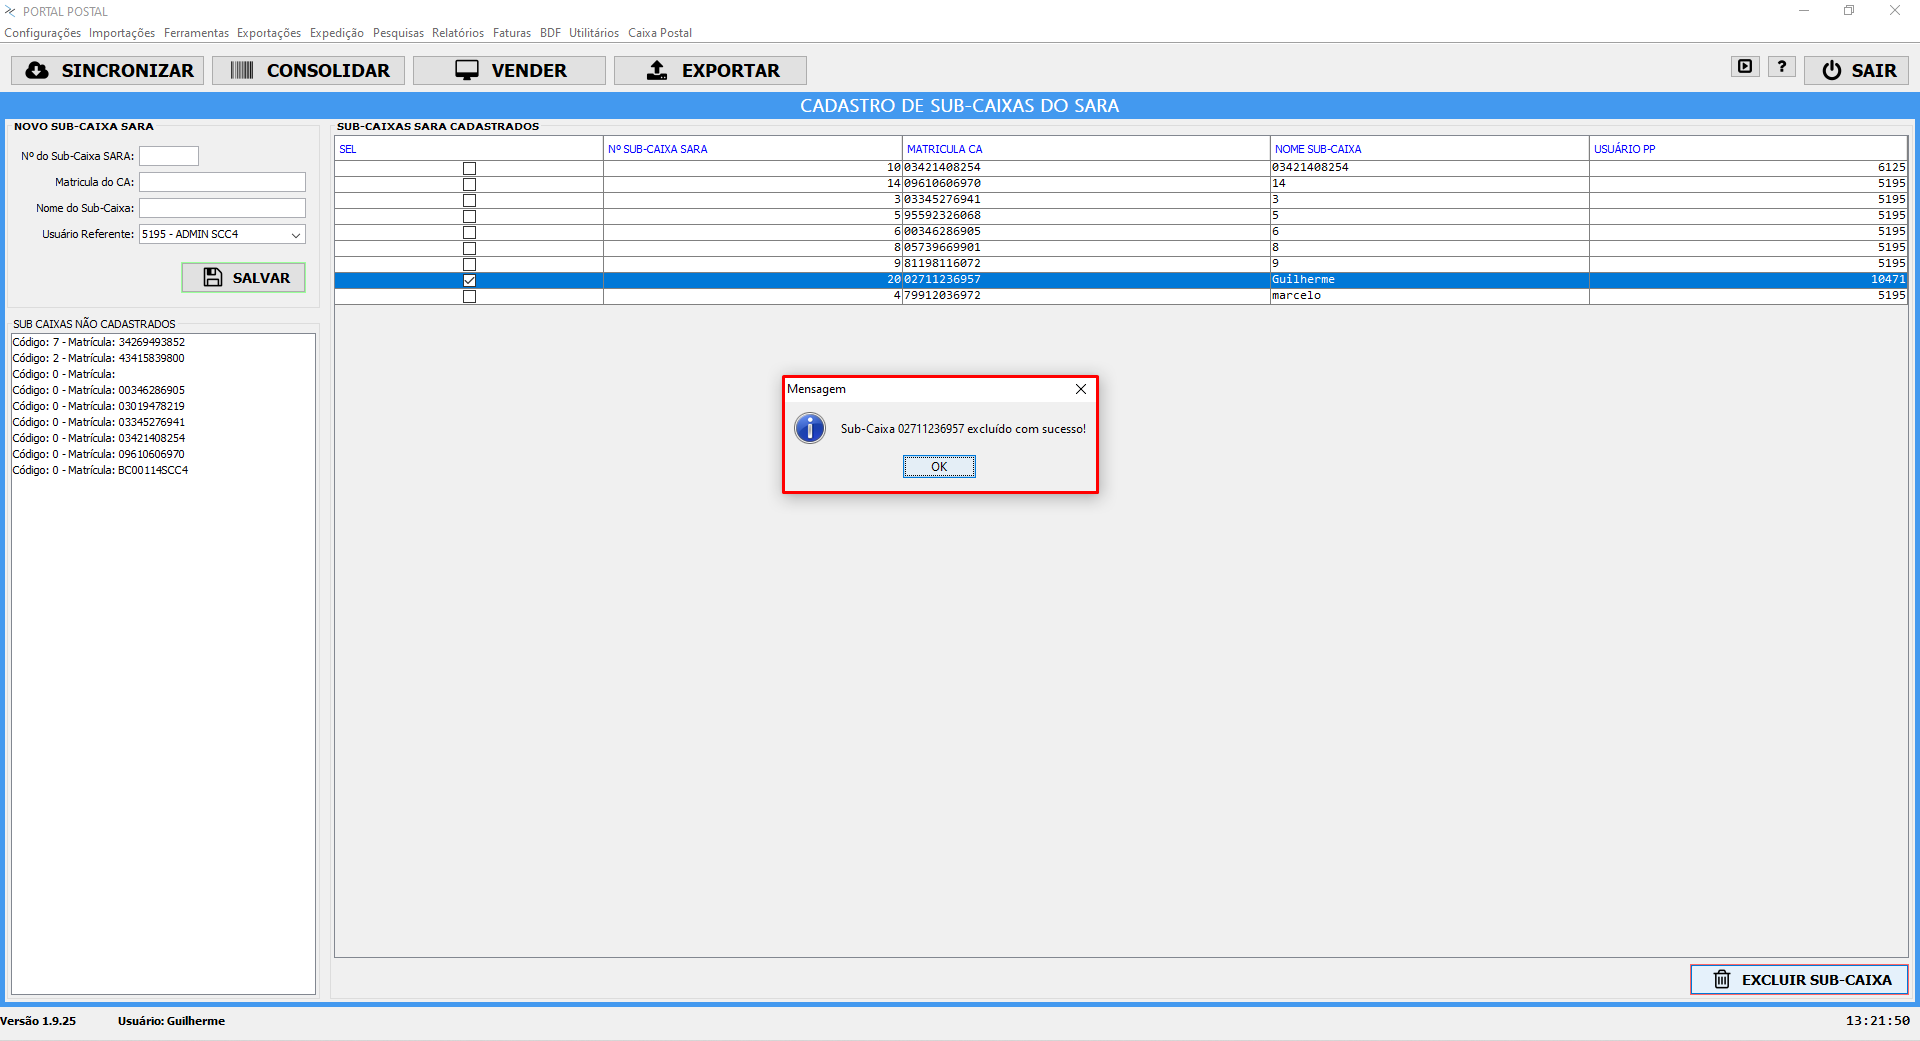 PORTAL POSTAL
Configurações Importações Ferramentas Exportações Expedição Pesquisas Relatórios Faturas BDF Utilitários Caixa Postal
SINCRONIZAR CONSOLIDAR VENDER EXPORTAR ? SAIR
CADASTRO DE SUB-CAIXAS DO SARA
NOVO SUB-CAIXA SARA
Nº do Sub-Caixa SARA:
Matricula do CA:
Nome do Sub-Caixa:
Usuário Referente: 5195 - ADMIN SCC4
SALVAR
SUB CAIXAS NÃO CADASTRADOS
Código: 7 - Matrícula: 34269493852
Código: 2 - Matrícula: 43415839800
Código: 0 - Matrícula:
Código: 0 - Matrícula: 00346286905
Código: 0 - Matrícula: 03019478219
Código: 0 - Matrícula: 03345276941
Código: 0 - Matrícula: 03421408254
Código: 0 - Matrícula: 09610606970
Código: 0 - Matrícula: BC00114SCC4
SUB-CAIXAS SARA CADASTRADOS
SEL Nº SUB-CAIXA SARA MATRICULA CA NOME SUB-CAIXA USUÁRIO PP
10 03421408254 03421408254 6125
14 09610606970 14 5195
3 03345276941 3 5195
5 95592326068 5 5195
6 00346286905 6 5195
8 05739669901 8 5195
9 81198116072 9 5195
20 02711236957 Guilherme 10471
4 79912036972 marcelo 5195
Mensagem
Sub-Caixa 02711236957 excluído com sucesso!
OK
EXCLUIR SUB-CAIXA
Versão 1.9.25 Usuário: Guilherme 13:21:50